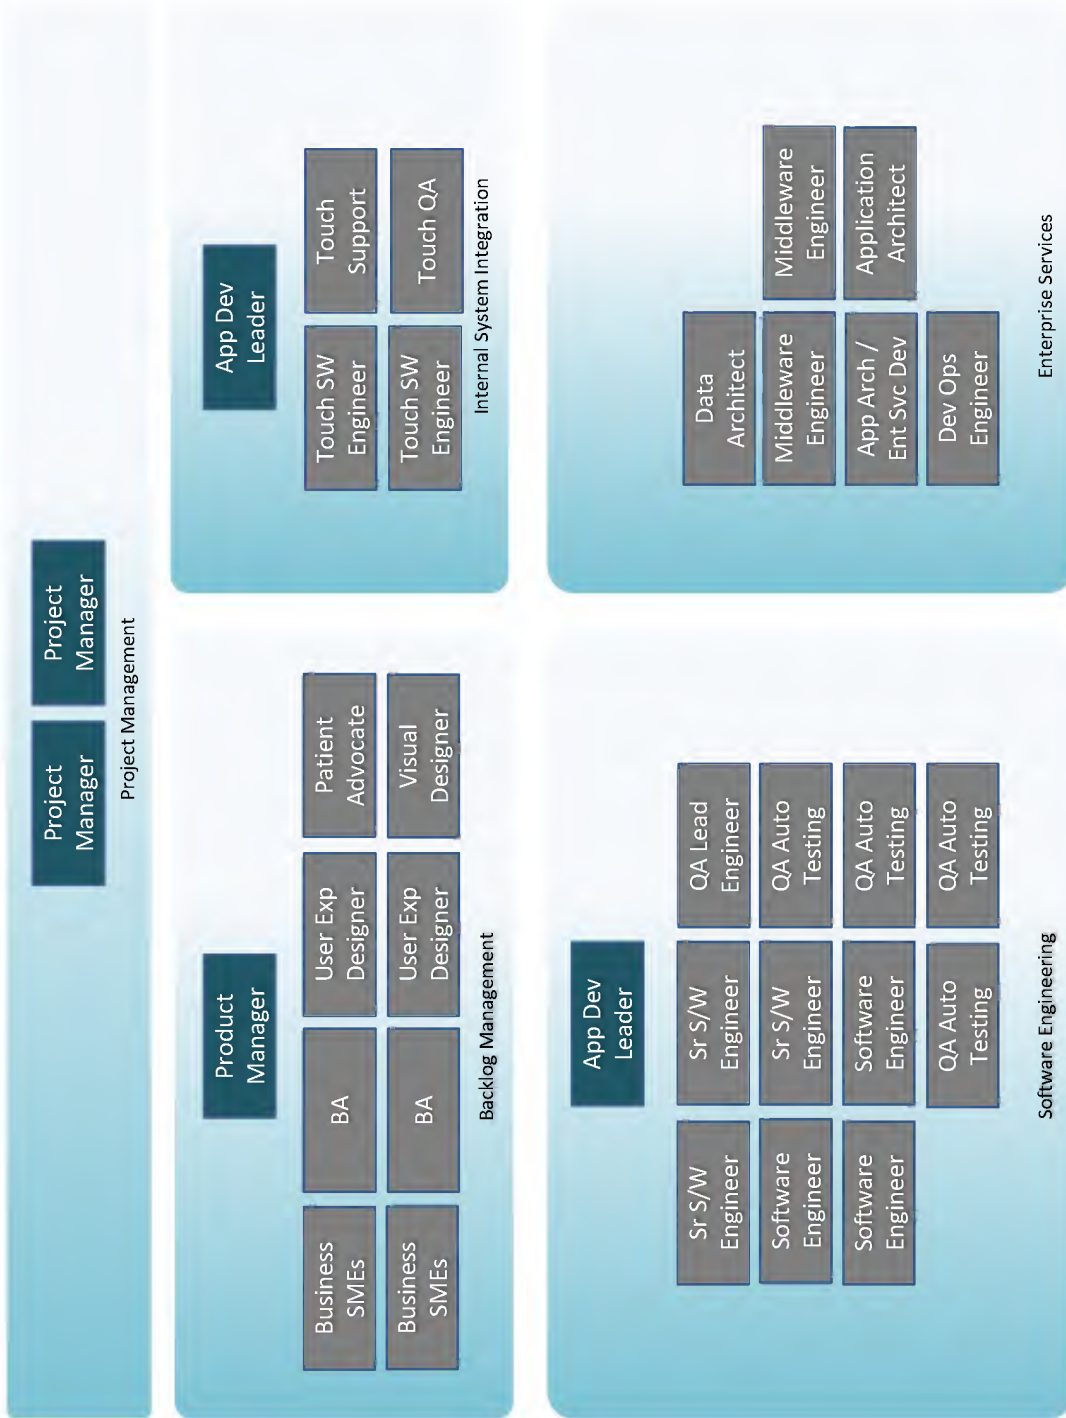 Project
Manager
Project
Manager
Project Management
Product
Manager
Business
SMEs
BA
User Exp
Designer
Patient
Advocate
Business
SMEs
BA
User Exp
Designer
Visual
Designer
Backlog Management
App Dev
Leader
Touch SW
Engineer
Touch
Support
Touch SW
Engineer
Touch QA
Internal System Integration
App Dev
Leader
Sr S/W
Engineer
Sr S/W
Engineer
QA Lead
Engineer
Software
Engineer
Sr S/W
Engineer
QA Auto
Testing
Software
Engineer
Software
Engineer
QA Auto
Testing
QA Auto
Testing
QA Auto
Testing
Software Engineering
Data
Architect
Middleware
Engineer
Middleware
Engineer
App Arch /
Ent Svc Dev
Application
Architect
Dev Ops
Engineer
Enterprise Services